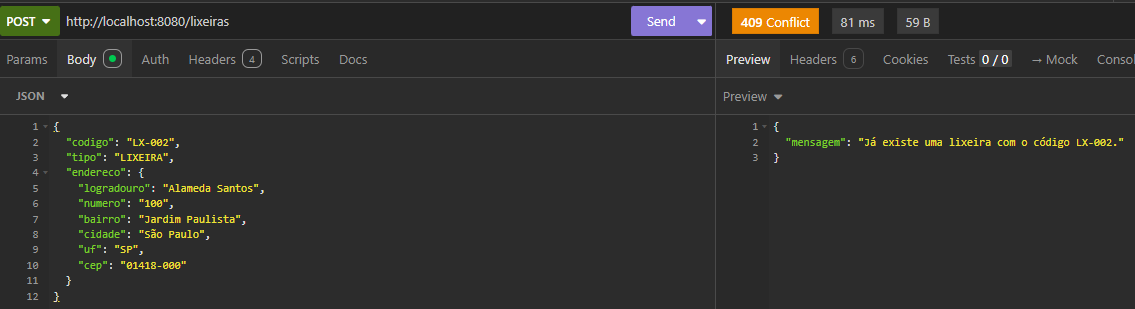 POST http://localhost:8080/lixeiras Send 409 Conflict 81 ms 59 B
Params Body Auth Headers 4 Scripts Docs Preview Headers 6 Cookies Tests 0 / 0 → Mock Consol
JSON Preview
1 {
2 "codigo": "LX-002",
3 "tipo": "LIXEIRA",
4 "endereco": {
5 "logradouro": "Alameda Santos",
6 "numero": "100",
7 "bairro": "Jardim Paulista",
8 "cidade": "São Paulo",
9 "uf": "SP",
10 "cep": "01418-000"
11 }
12 }
1 {
2 "mensagem": "Já existe uma lixeira com o código LX-002."
3 }